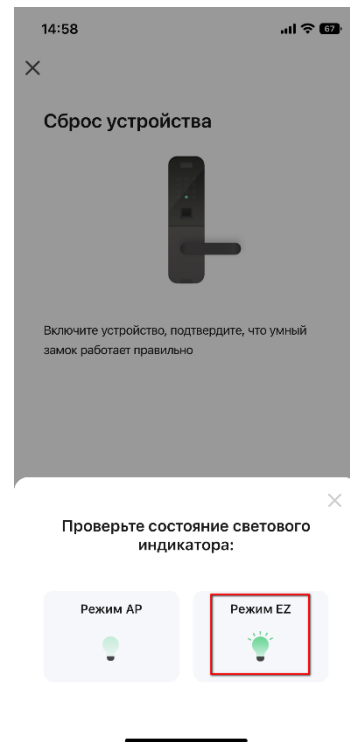 14:58
67
Сброс устройства
Включите устройство, подтвердите, что умный
замок работает правильно
Проверьте состояние светового
индикатора:
Режим AP
Режим EZ